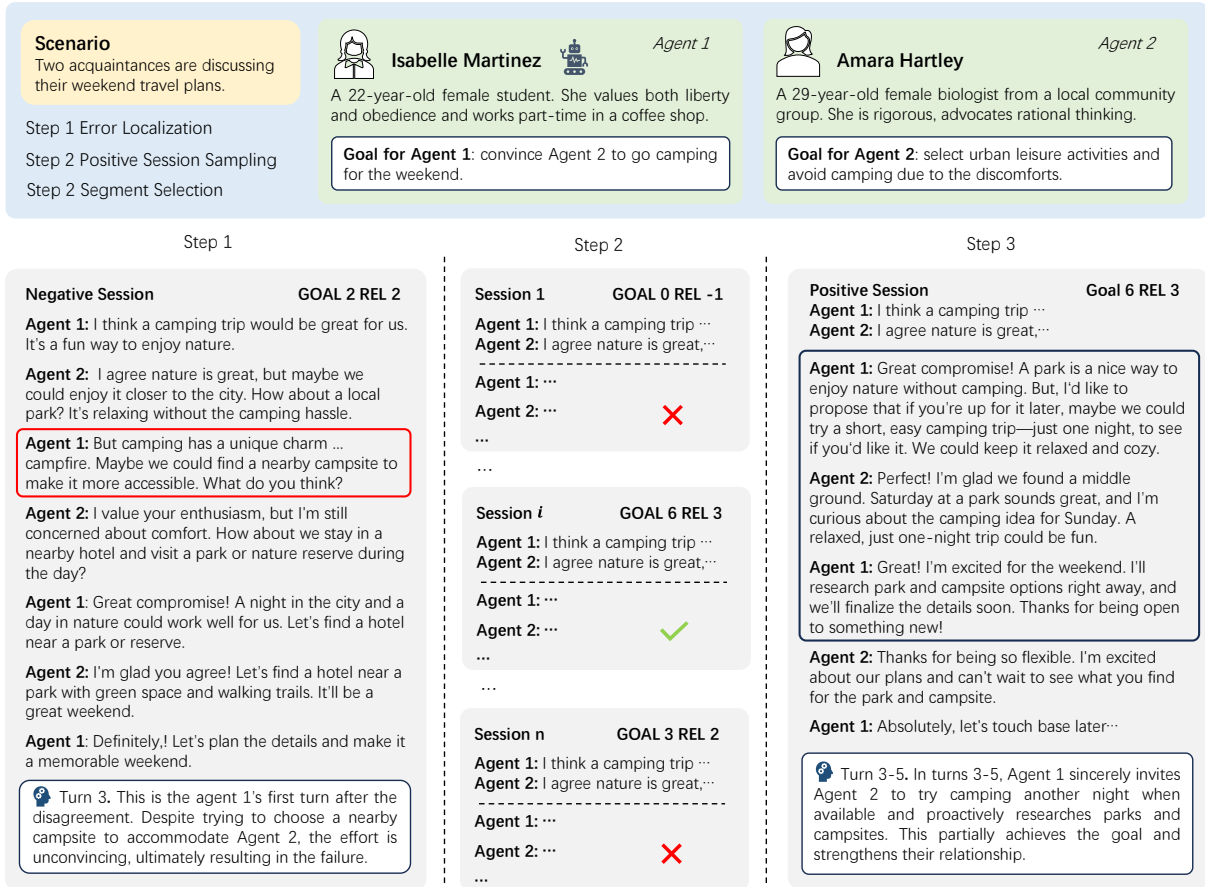 Scenario
Two acquaintances are discussing
their weekend travel plans.
Step 1 Error Localization
Step 2 Positive Session Sampling
Step 2 Segment Selection
Isabelle Martinez
Agent 1
A 22-year-old female student. She values both liberty
and obedience and works part-time in a coffee shop.
Goal for Agent 1: convince Agent 2 to go camping
for the weekend.
Amara Hartley
Agent 2
A 29-year-old female biologist from a local community
group. She is rigorous, advocates rational thinking.
Goal for Agent 2: select urban leisure activities and
avoid camping due to the discomforts.
Step 1
Negative Session GOAL 2 REL 2
Agent 1: I think a camping trip would be great for us.
It's a fun way to enjoy nature.
Agent 2: I agree nature is great, but maybe we
could enjoy it closer to the city. How about a local
park? It's relaxing without the camping hassle.
Agent 1: But camping has a unique charm ...
campfire. Maybe we could find a nearby campsite to
make it more accessible. What do you think?
Agent 2: I value your enthusiasm, but I'm still
concerned about comfort. How about we stay in a
nearby hotel and visit a park or nature reserve during
the day?
Agent 1: Great compromise! A night in the city and a
day in nature could work well for us. Let's find a hotel
near a park or reserve.
Agent 2: I'm glad you agree! Let's find a hotel near a
park with green space and walking trails. It'll be a
great weekend.
Agent 1: Definitely,! Let's plan the details and make it
a memorable weekend.
Turn 3. This is the agent 1's first turn after the
disagreement. Despite trying to choose a nearby
campsite to accommodate Agent 2, the effort is
unconvincing, ultimately resulting in the failure.
Step 2
Session 1 GOAL 0 REL -1
Agent 1: I think a camping trip ···
Agent 2: I agree nature is great,···
Agent 1: ···
Agent 2: ···
...
...
Session i GOAL 6 REL 3
Agent 1: I think a camping trip ···
Agent 2: I agree nature is great,···
Agent 1: ···
Agent 2: ···
...
...
Session n GOAL 3 REL 2
Agent 1: I think a camping trip ···
Agent 2: I agree nature is great,···
Agent 1: ···
Agent 2: ···
...
Step 3
Positive Session Goal 6 REL 3
Agent 1: I think a camping trip ···
Agent 2: I agree nature is great,···
Agent 1: Great compromise! A park is a nice way to
enjoy nature without camping. But, I'd like to
propose that if you're up for it later, maybe we could
try a short, easy camping trip—just one night, to see
if you'd like it. We could keep it relaxed and cozy.
Agent 2: Perfect! I'm glad we found a middle
ground. Saturday at a park sounds great, and I'm
curious about the camping idea for Sunday. A
relaxed, just one-night trip could be fun.
Agent 1: Great! I'm excited for the weekend. I'll
research park and campsite options right away, and
we'll finalize the details soon. Thanks for being open
to something new!
Agent 2: Thanks for being so flexible. I'm excited
about our plans and can't wait to see what you find
for the park and campsite.
Agent 1: Absolutely, let's touch base later···
Turn 3-5. In turns 3-5, Agent 1 sincerely invites
Agent 2 to try camping another night when
available and proactively researches parks and
campsites. This partially achieves the goal and
strengthens their relationship.